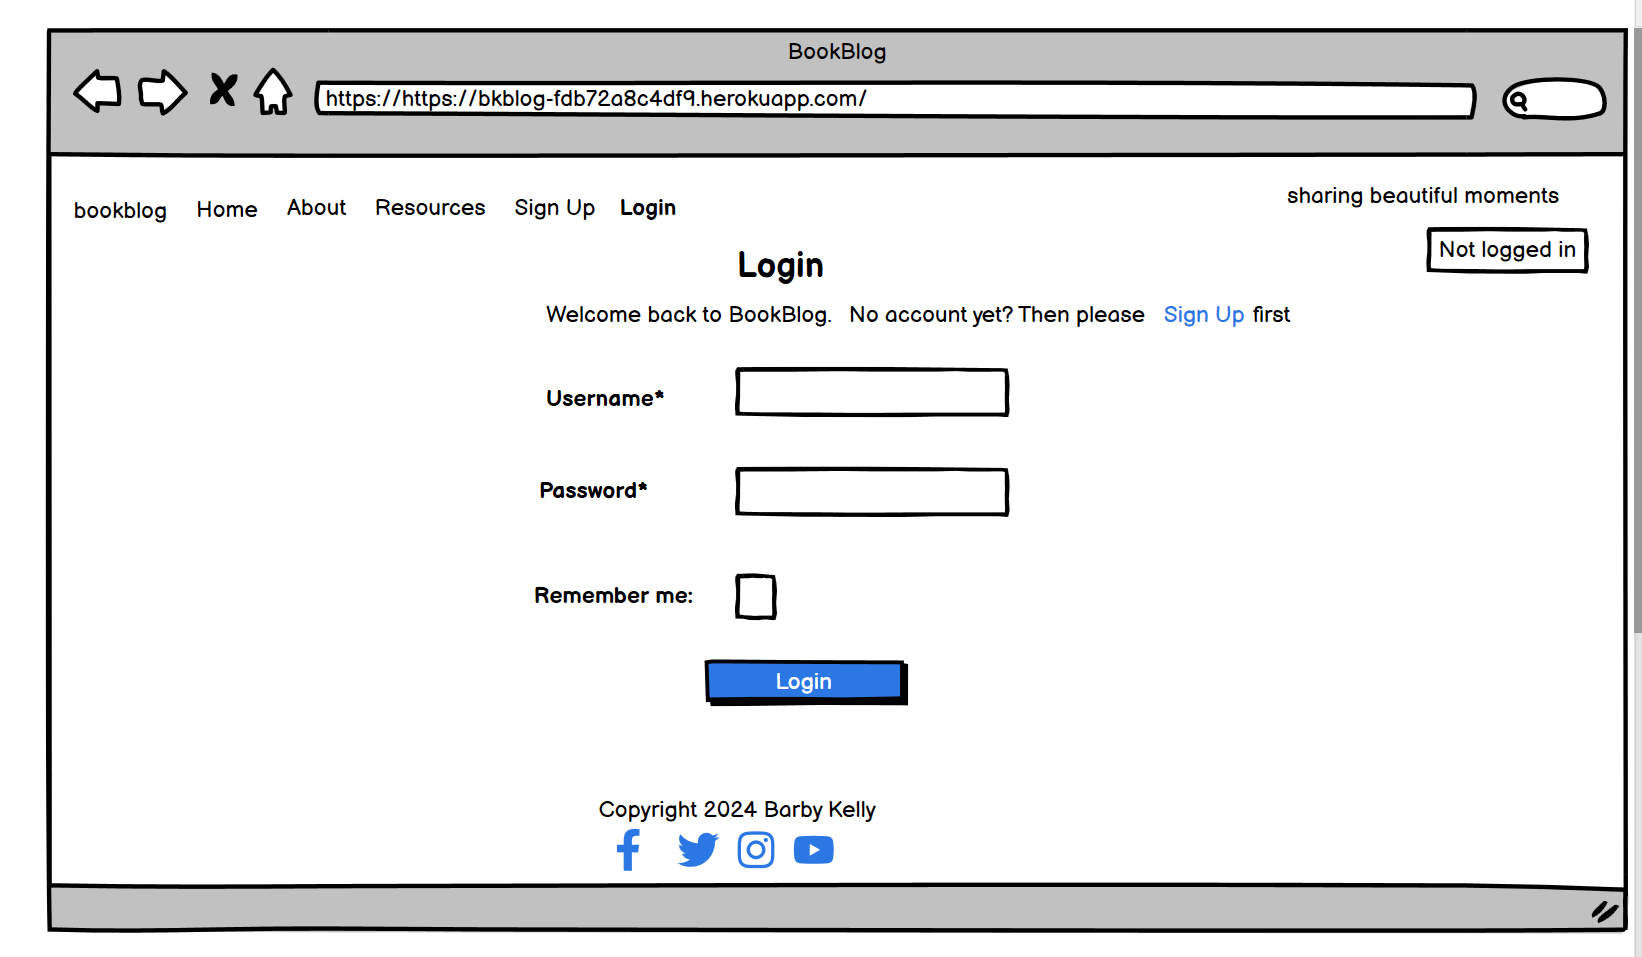 BookBlog
https://https://bkblog-fdb72a8c4df9.herokuapp.com/
bookblog Home About Resources Sign Up Login
sharing beautiful moments
Not logged in
Login
Welcome back to BookBlog. No account yet? Then please Sign Up first
Username*
Password*
Remember me:
Login
Copyright 2024 Barby Kelly